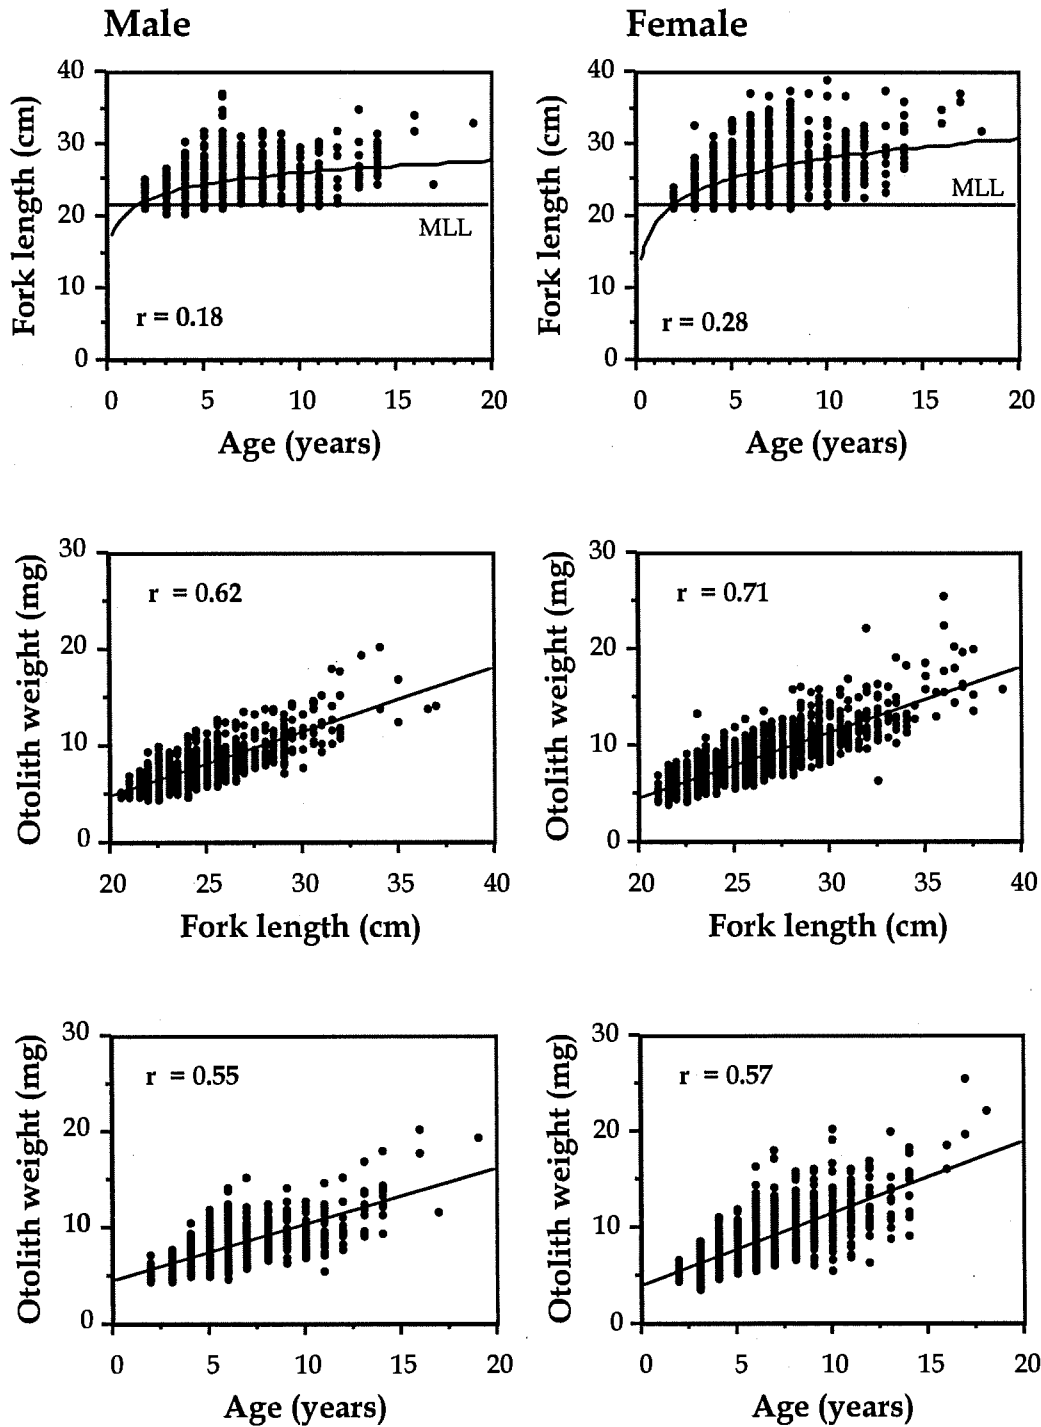 Male Female
40 40
30 30
20 20
10 10
0 0
Fork length (cm) Fork length (cm)
MLL MLL
r = 0.18 r = 0.28
0 5 10 15 20 0 5 10 15 20
Age (years) Age (years)
30 30
20 20
10 10
0 0
Otolith weight (mg) Otolith weight (mg)
r = 0.62 r = 0.71
20 25 30 35 40 20 25 30 35 40
Fork length (cm) Fork length (cm)
30 30
20 20
10 10
0 0
Otolith weight (mg) Otolith weight (mg)
r = 0.55 r = 0.57
0 5 10 15 20 0 5 10 15 20
Age (years) Age (years)